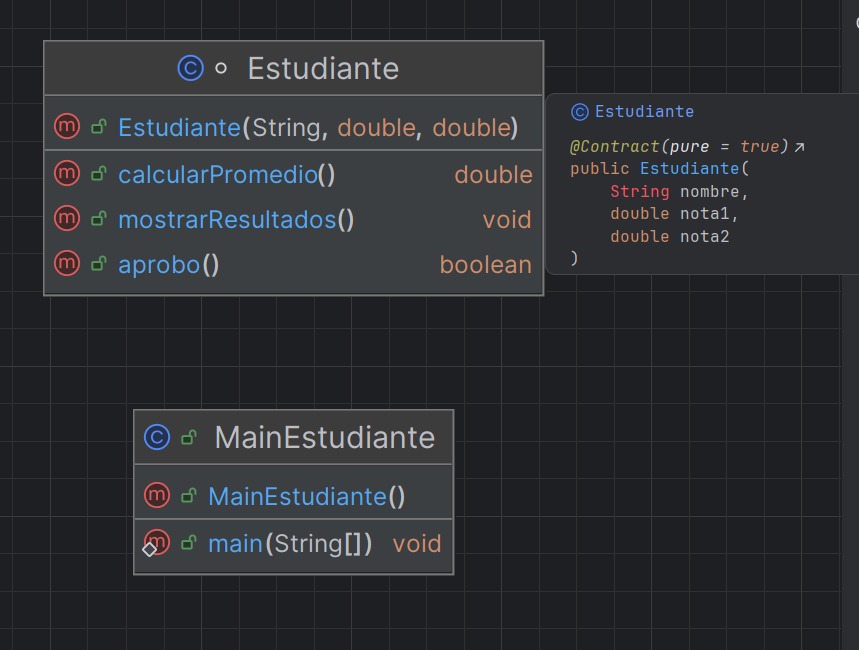 Estudiante
Estudiante(String, double, double)
calcularPromedio() double
mostrarResultados() void
aprobo() boolean
Estudiante
@Contract(pure = true)↗
public Estudiante(
String nombre,
double nota1,
double nota2
)
MainEstudiante
MainEstudiante()
main(String[]) void